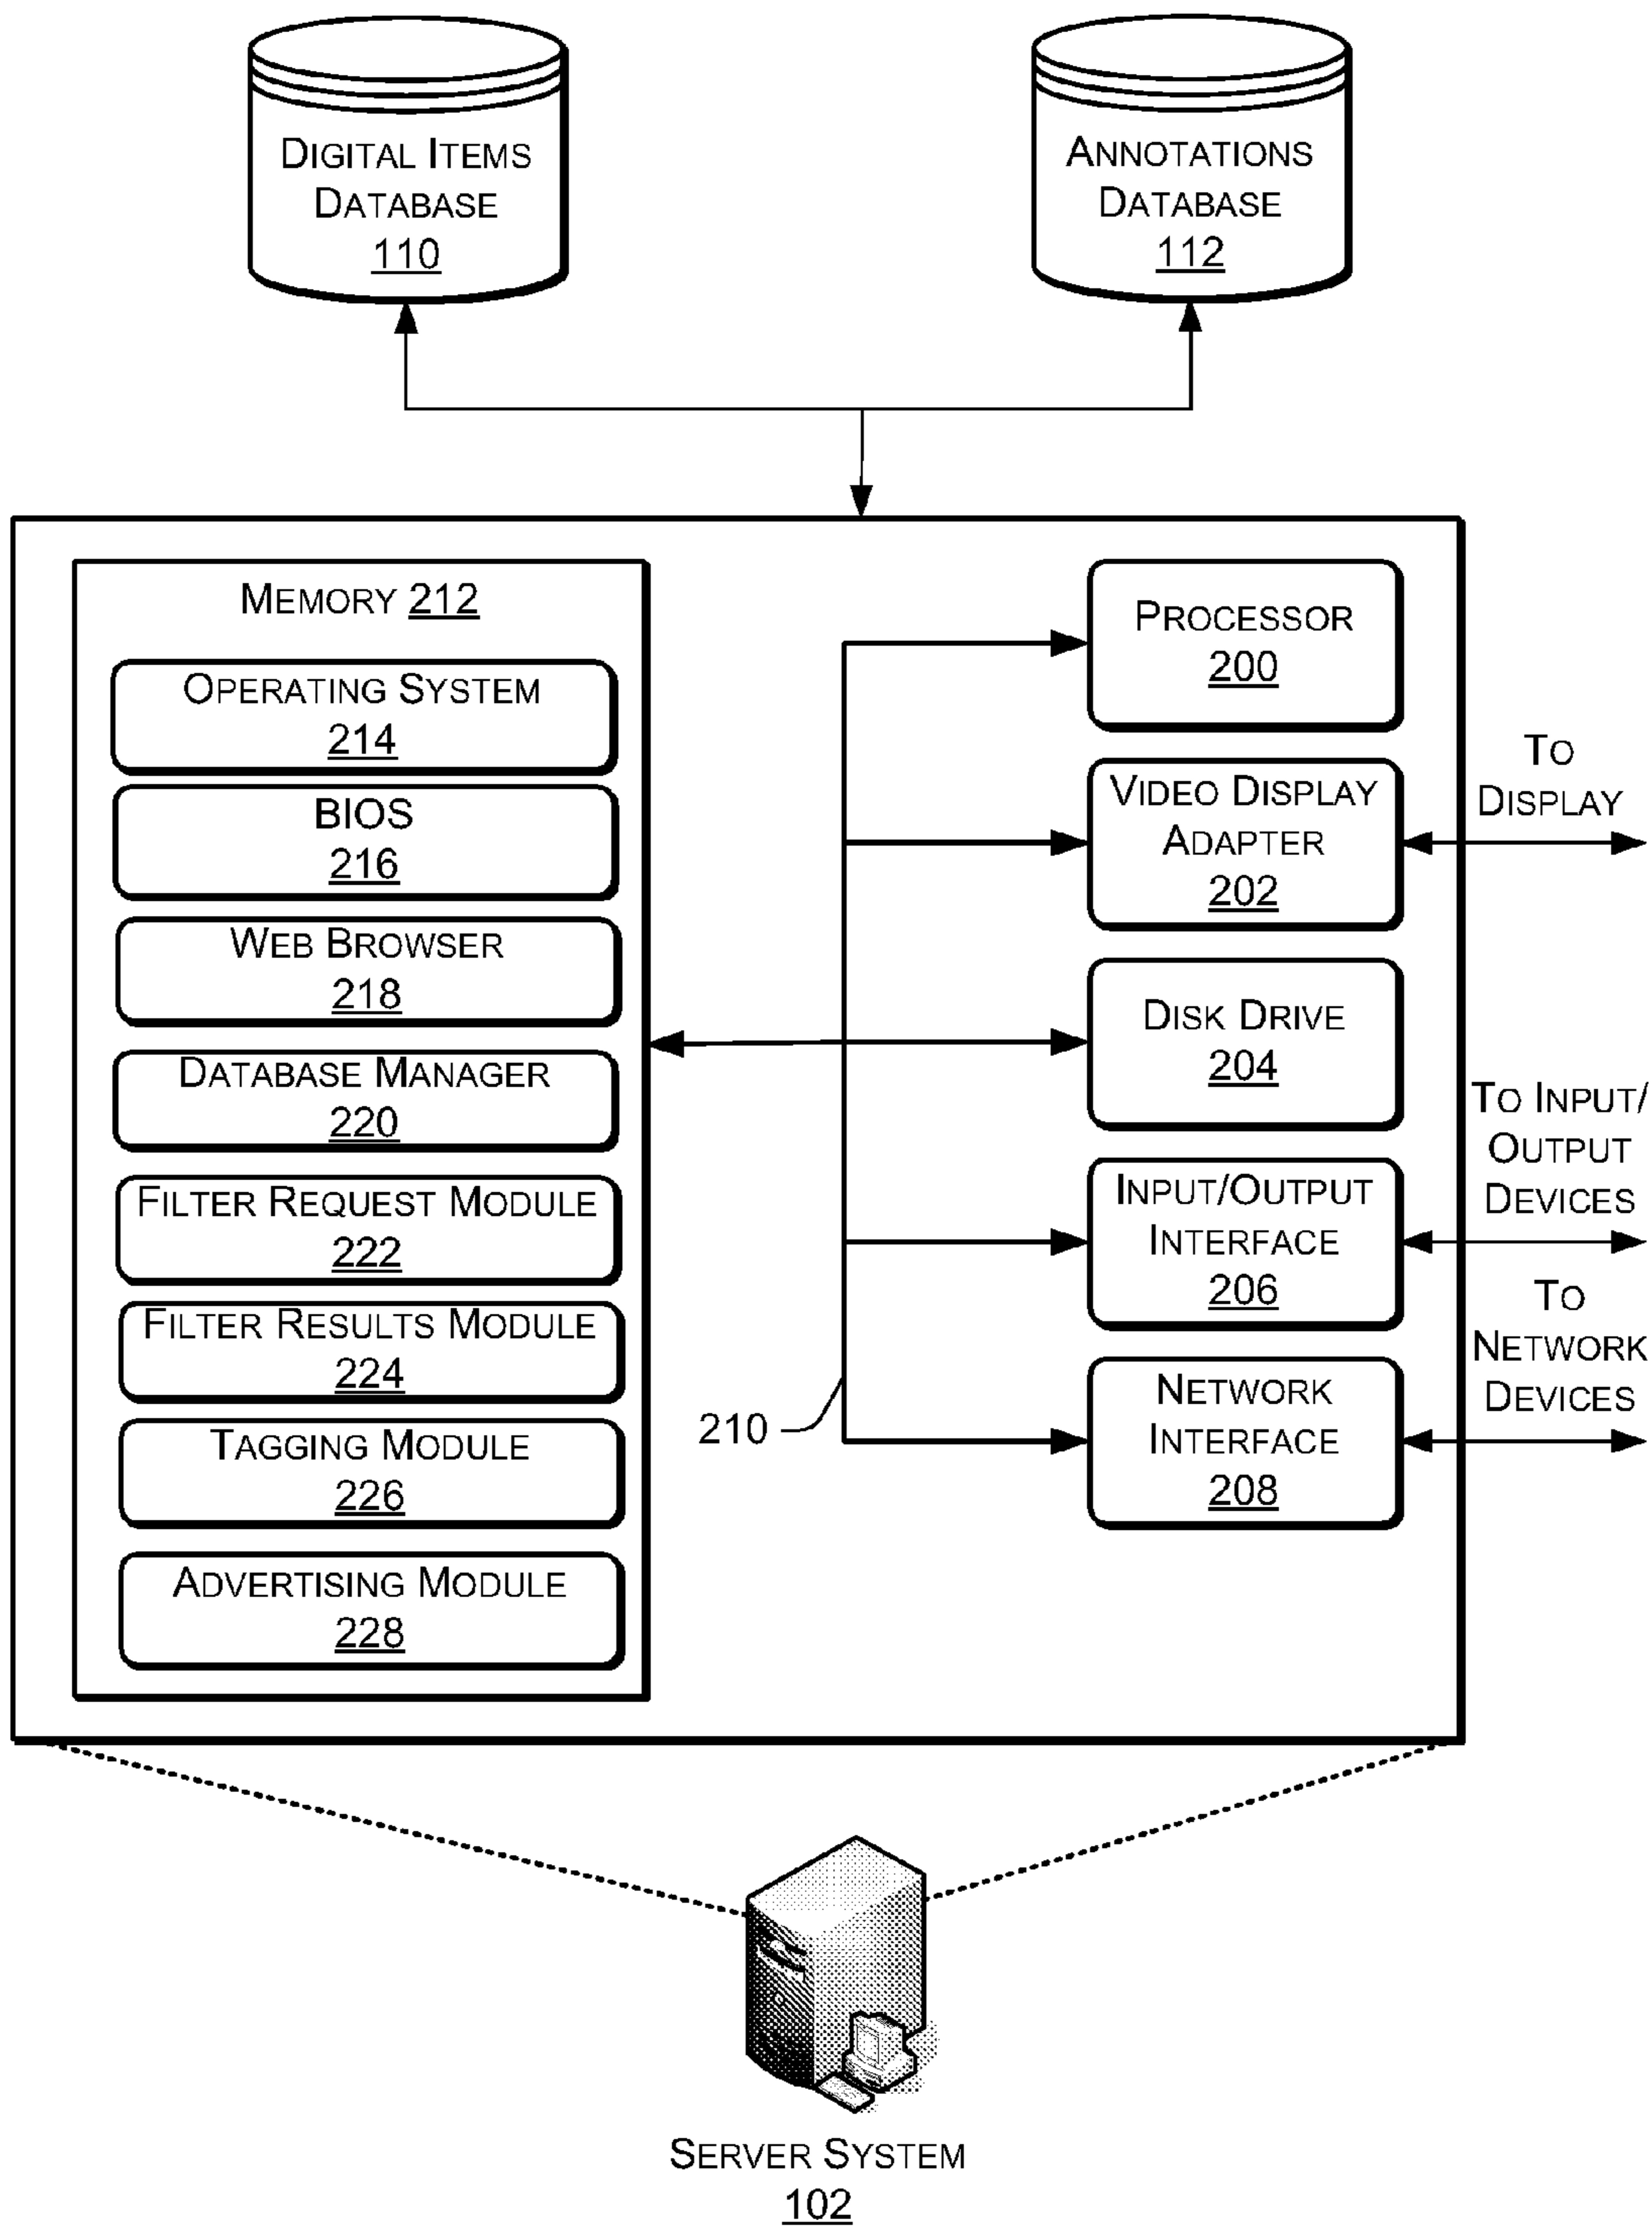 DIGITAL ITEMS
DATABASE
110
ANNOTATIONS
DATABASE
112
MEMORY 212
OPERATING SYSTEM
214
BIOS
216
WEB BROWSER
218
DATABASE MANAGER
220
FILTER REQUEST MODULE
222
FILTER RESULTS MODULE
224
TAGGING MODULE
226
ADVERTISING MODULE
228
210
PROCESSOR
200
VIDEO DISPLAY
ADAPTER
202
DISK DRIVE
204
INPUT/OUTPUT
INTERFACE
206
NETWORK
INTERFACE
208
TO
DISPLAY
TO INPUT/
OUTPUT
DEVICES
TO
NETWORK
DEVICES
SERVER SYSTEM
102